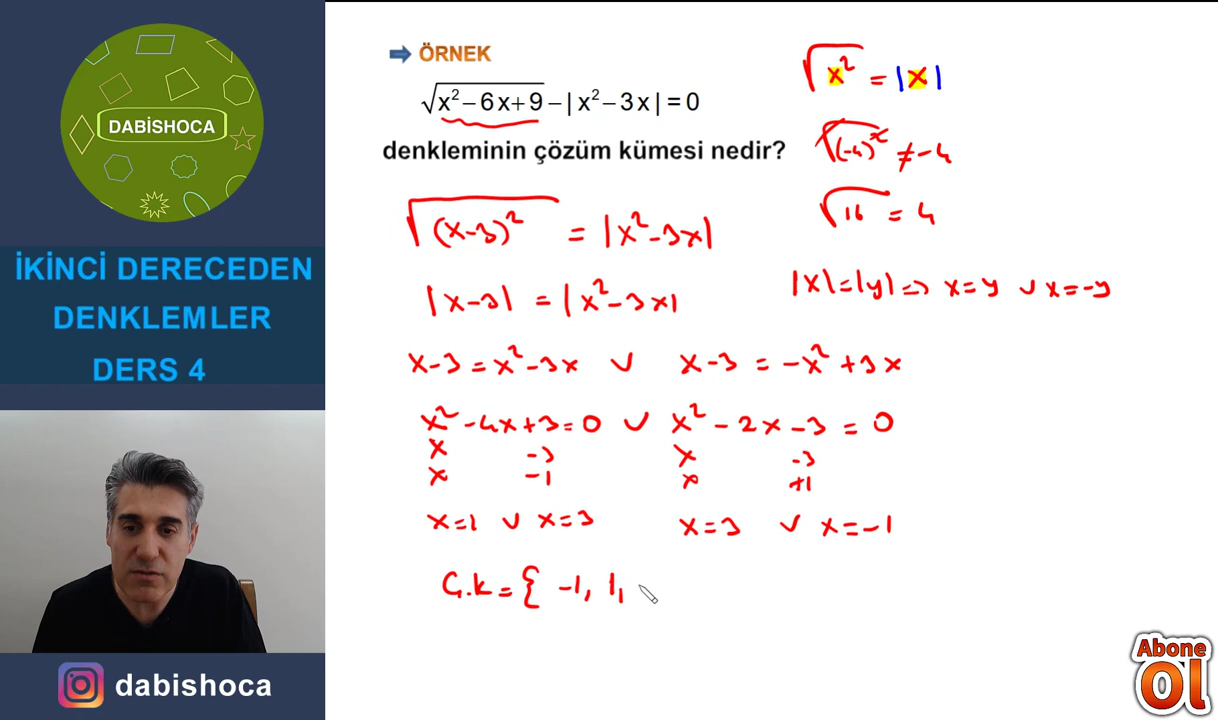 DABİSHOCA
İKİNCİ DERECEDEN
DENKLEMLER
DERS 4
dabishoca
ÖRNEK
√(x² – 6x + 9) – | x² – 3x | = 0
denkleminin çözüm kümesi nedir?
√(x-3)² = |x²-3x|
|x-3| = |x²-3x|
x-3 = x²-3x ∨ x-3 = -x²+3x
x²-4x+3=0 ∨ x²-2x-3=0
x -3 x -3
x -1 x +1
x=1 ∨ x=3 x=3 ∨ x=-1
Ç.K = { -1, 1,
√x² = |x|
√(-4)² ≠ -4
√16 = 4
|x|=|y| => x=y ∨ x=-y
Abone
Ol